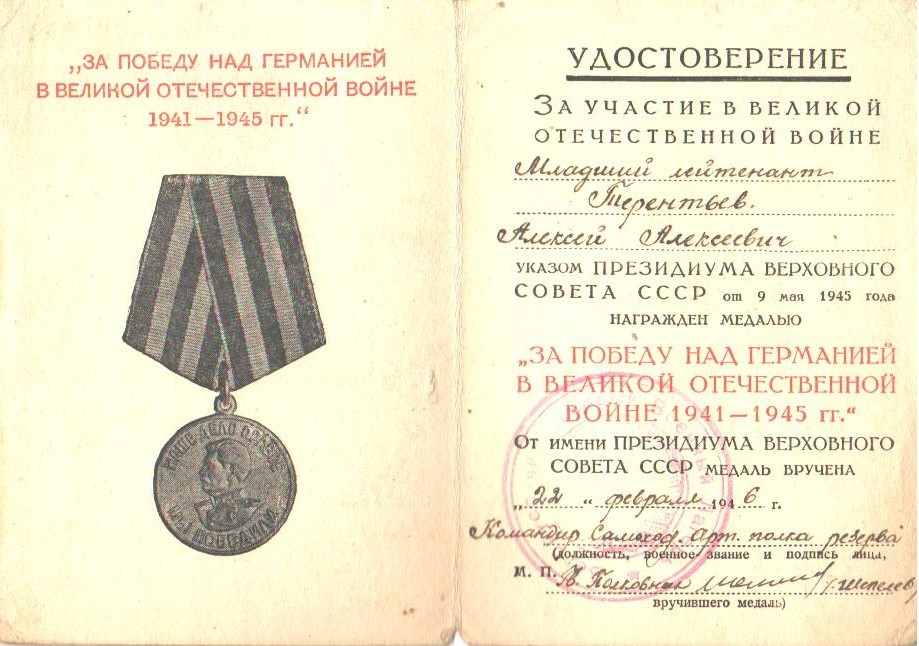 „ЗА ПОБЕДУ НАД ГЕРМАНИЕЙ
В ВЕЛИКОЙ ОТЕЧЕСТВЕННОЙ ВОЙНЕ
1941—1945 гг.“
НАШЕ ДЕЛО ПРАВОЕ
МЫ ПОБЕДИЛИ
УДОСТОВЕРЕНИЕ
ЗА УЧАСТИЕ В ВЕЛИКОЙ
ОТЕЧЕСТВЕННОЙ ВОЙНЕ
Младший лейтенант
Терентьев.
Алексей Алексеевич
УКАЗОМ ПРЕЗИДИУМА ВЕРХОВНОГО
СОВЕТА СССР от 9 мая 1945 года
НАГРАЖДЕН МЕДАЛЬЮ
„ЗА ПОБЕДУ НАД ГЕРМАНИЕЙ
В ВЕЛИКОЙ ОТЕЧЕСТВЕННОЙ
ВОЙНЕ 1941—1945 гг.“
ОТ ИМЕНИ ПРЕЗИДИУМА ВЕРХОВНОГО
СОВЕТА СССР МЕДАЛЬ ВРУЧЕНА
„22“ февраля 1946 г.
Командир Самоход. Арт. полка резерва
(должность, военное звание и подпись лица,
М. П. Полковник /Шепелев/
вручившего медаль)